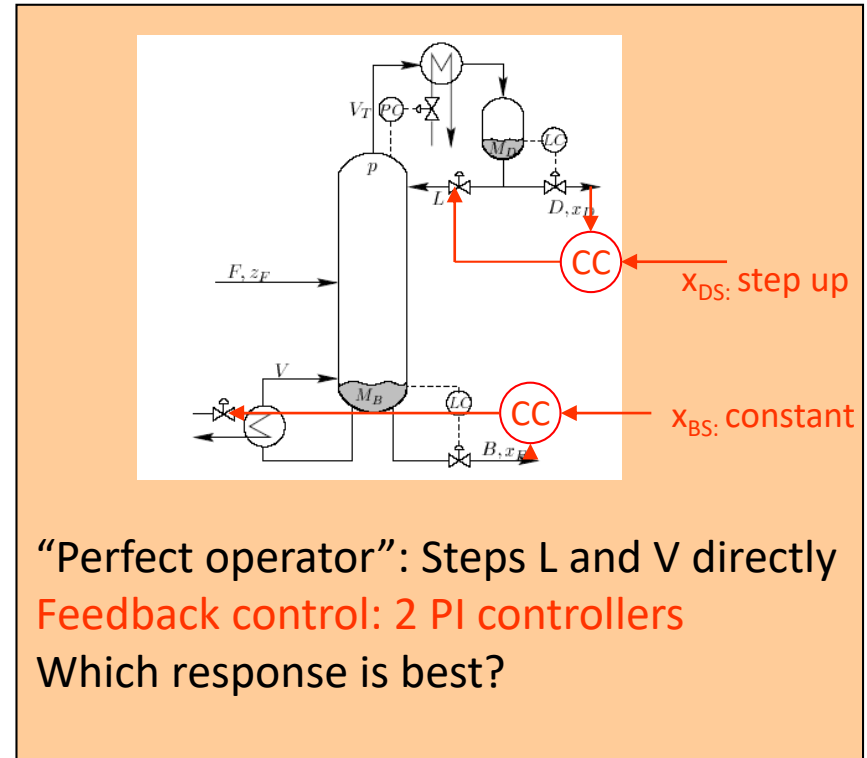 V_T
PC
p
M_D
LC
L
D, x_D
CC
x_DS: step up
F, z_F
V
M_B
LC
CC
x_BS: constant
B, x_B
“Perfect operator”: Steps L and V directly
Feedback control: 2 PI controllers
Which response is best?